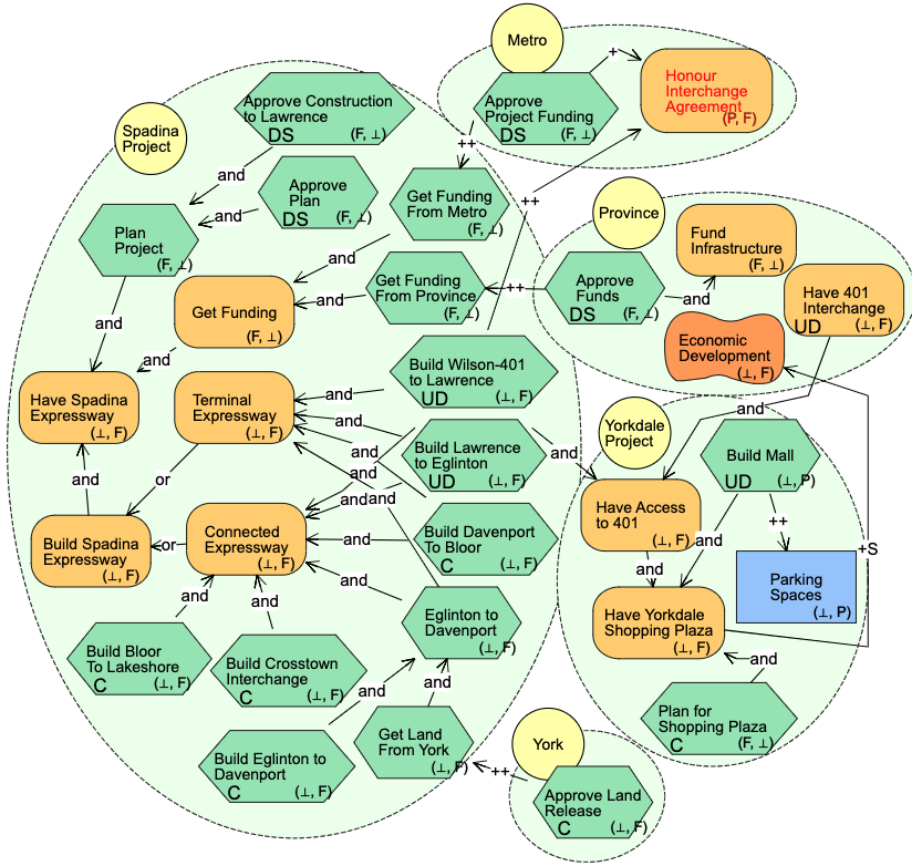 Metro
Approve
Project Funding
DS
(F, ⊥)
+
Honour
Interchange
Agreement
(P, F)
Spadina
Project
Approve Construction
to Lawrence
DS
(F, ⊥)
and
Approve
Plan
DS
(F, ⊥)
and
Plan
Project
(F, ⊥)
and
++
Get Funding
From Metro
(F, ⊥)
and
++
Get Funding
From Province
(F, ⊥)
and
Get Funding
(F, ⊥)
and
++
Province
Fund
Infrastructure
(F, ⊥)
Approve
Funds
DS
(F, ⊥)
and
Have 401
Interchange
UD
(⊥, F)
Economic
Development
(⊥, F)
and
Have Spadina
Expressway
(⊥, F)
and
Terminal
Expressway
(⊥, F)
or
Build Wilson-401
to Lawrence
UD
(⊥, F)
and
Build Lawrence
to Eglinton
UD
(⊥, F)
and
and
and
and
and
and
Build Spadina
Expressway
(⊥, F)
or
Connected
Expressway
(⊥, F)
and
Build Davenport
To Bloor
C
(⊥, F)
and
and
and
Build Bloor
To Lakeshore
C
(⊥, F)
Build Crosstown
Interchange
C
(⊥, F)
Eglinton to
Davenport
(⊥, F)
and
and
Build Eglinton to
Davenport
C
(⊥, F)
Get Land
From York
(⊥, F)
++
York
Approve Land
Release
C
(⊥, F)
Yorkdale
Project
Build Mall
UD
(⊥, P)
Have Access
to 401
(⊥, F)
++
and
and
+S
Parking
Spaces
(⊥, P)
Have Yorkdale
Shopping Plaza
(⊥, F)
and
Plan for
Shopping Plaza
C
(F, ⊥)